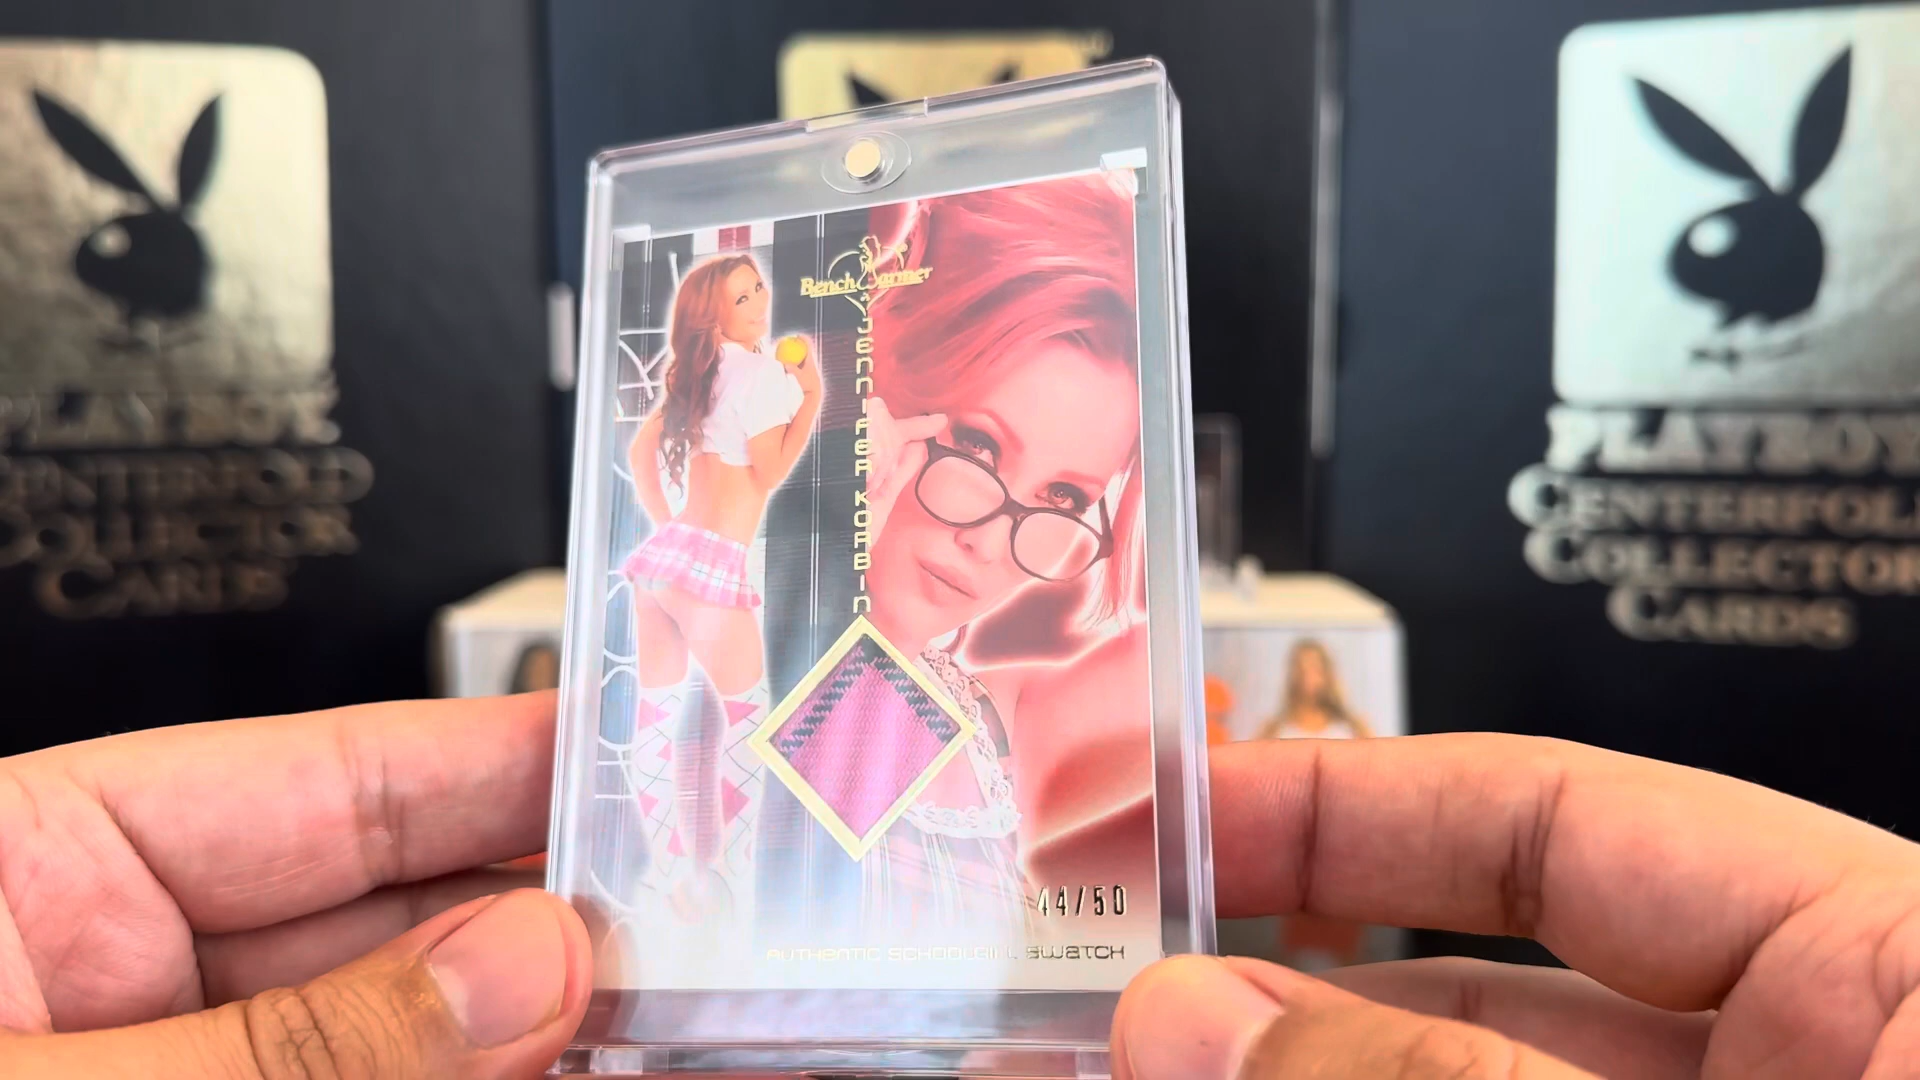 BenchWarmer
JENNIFER KORBIN
44/50
AUTHENTIC SCHOOLGIRL SWATCH
PLAYBOY
CENTERFOLD
COLLECTOR
CARDS
PLAYBOY
CENTERFOLD
COLLECTOR
CARDS